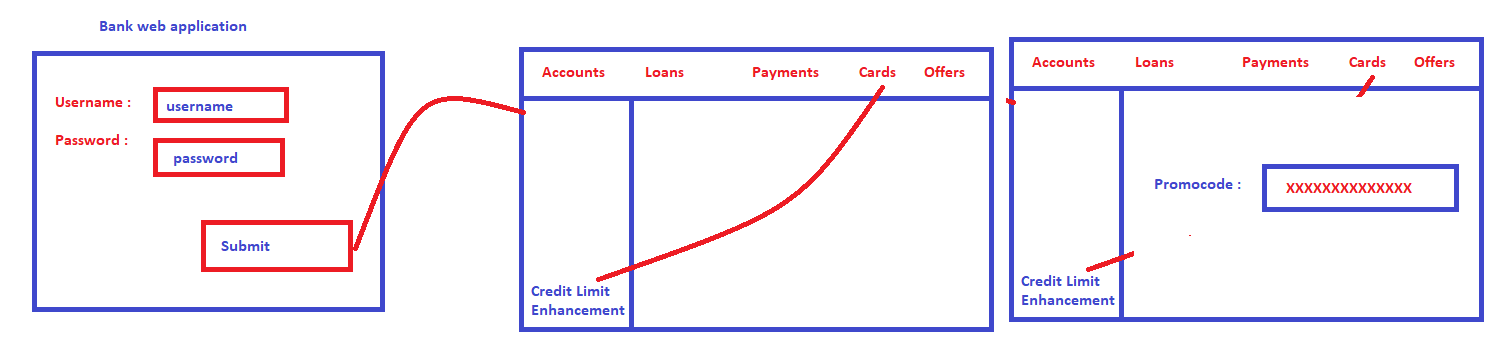 Bank web application
Username :
username
Password :
password
Submit
Accounts Loans Payments Cards Offers
Credit Limit
Enhancement
Accounts Loans Payments Cards Offers
Promocode :
XXXXXXXXXXXXXX
Credit Limit
Enhancement